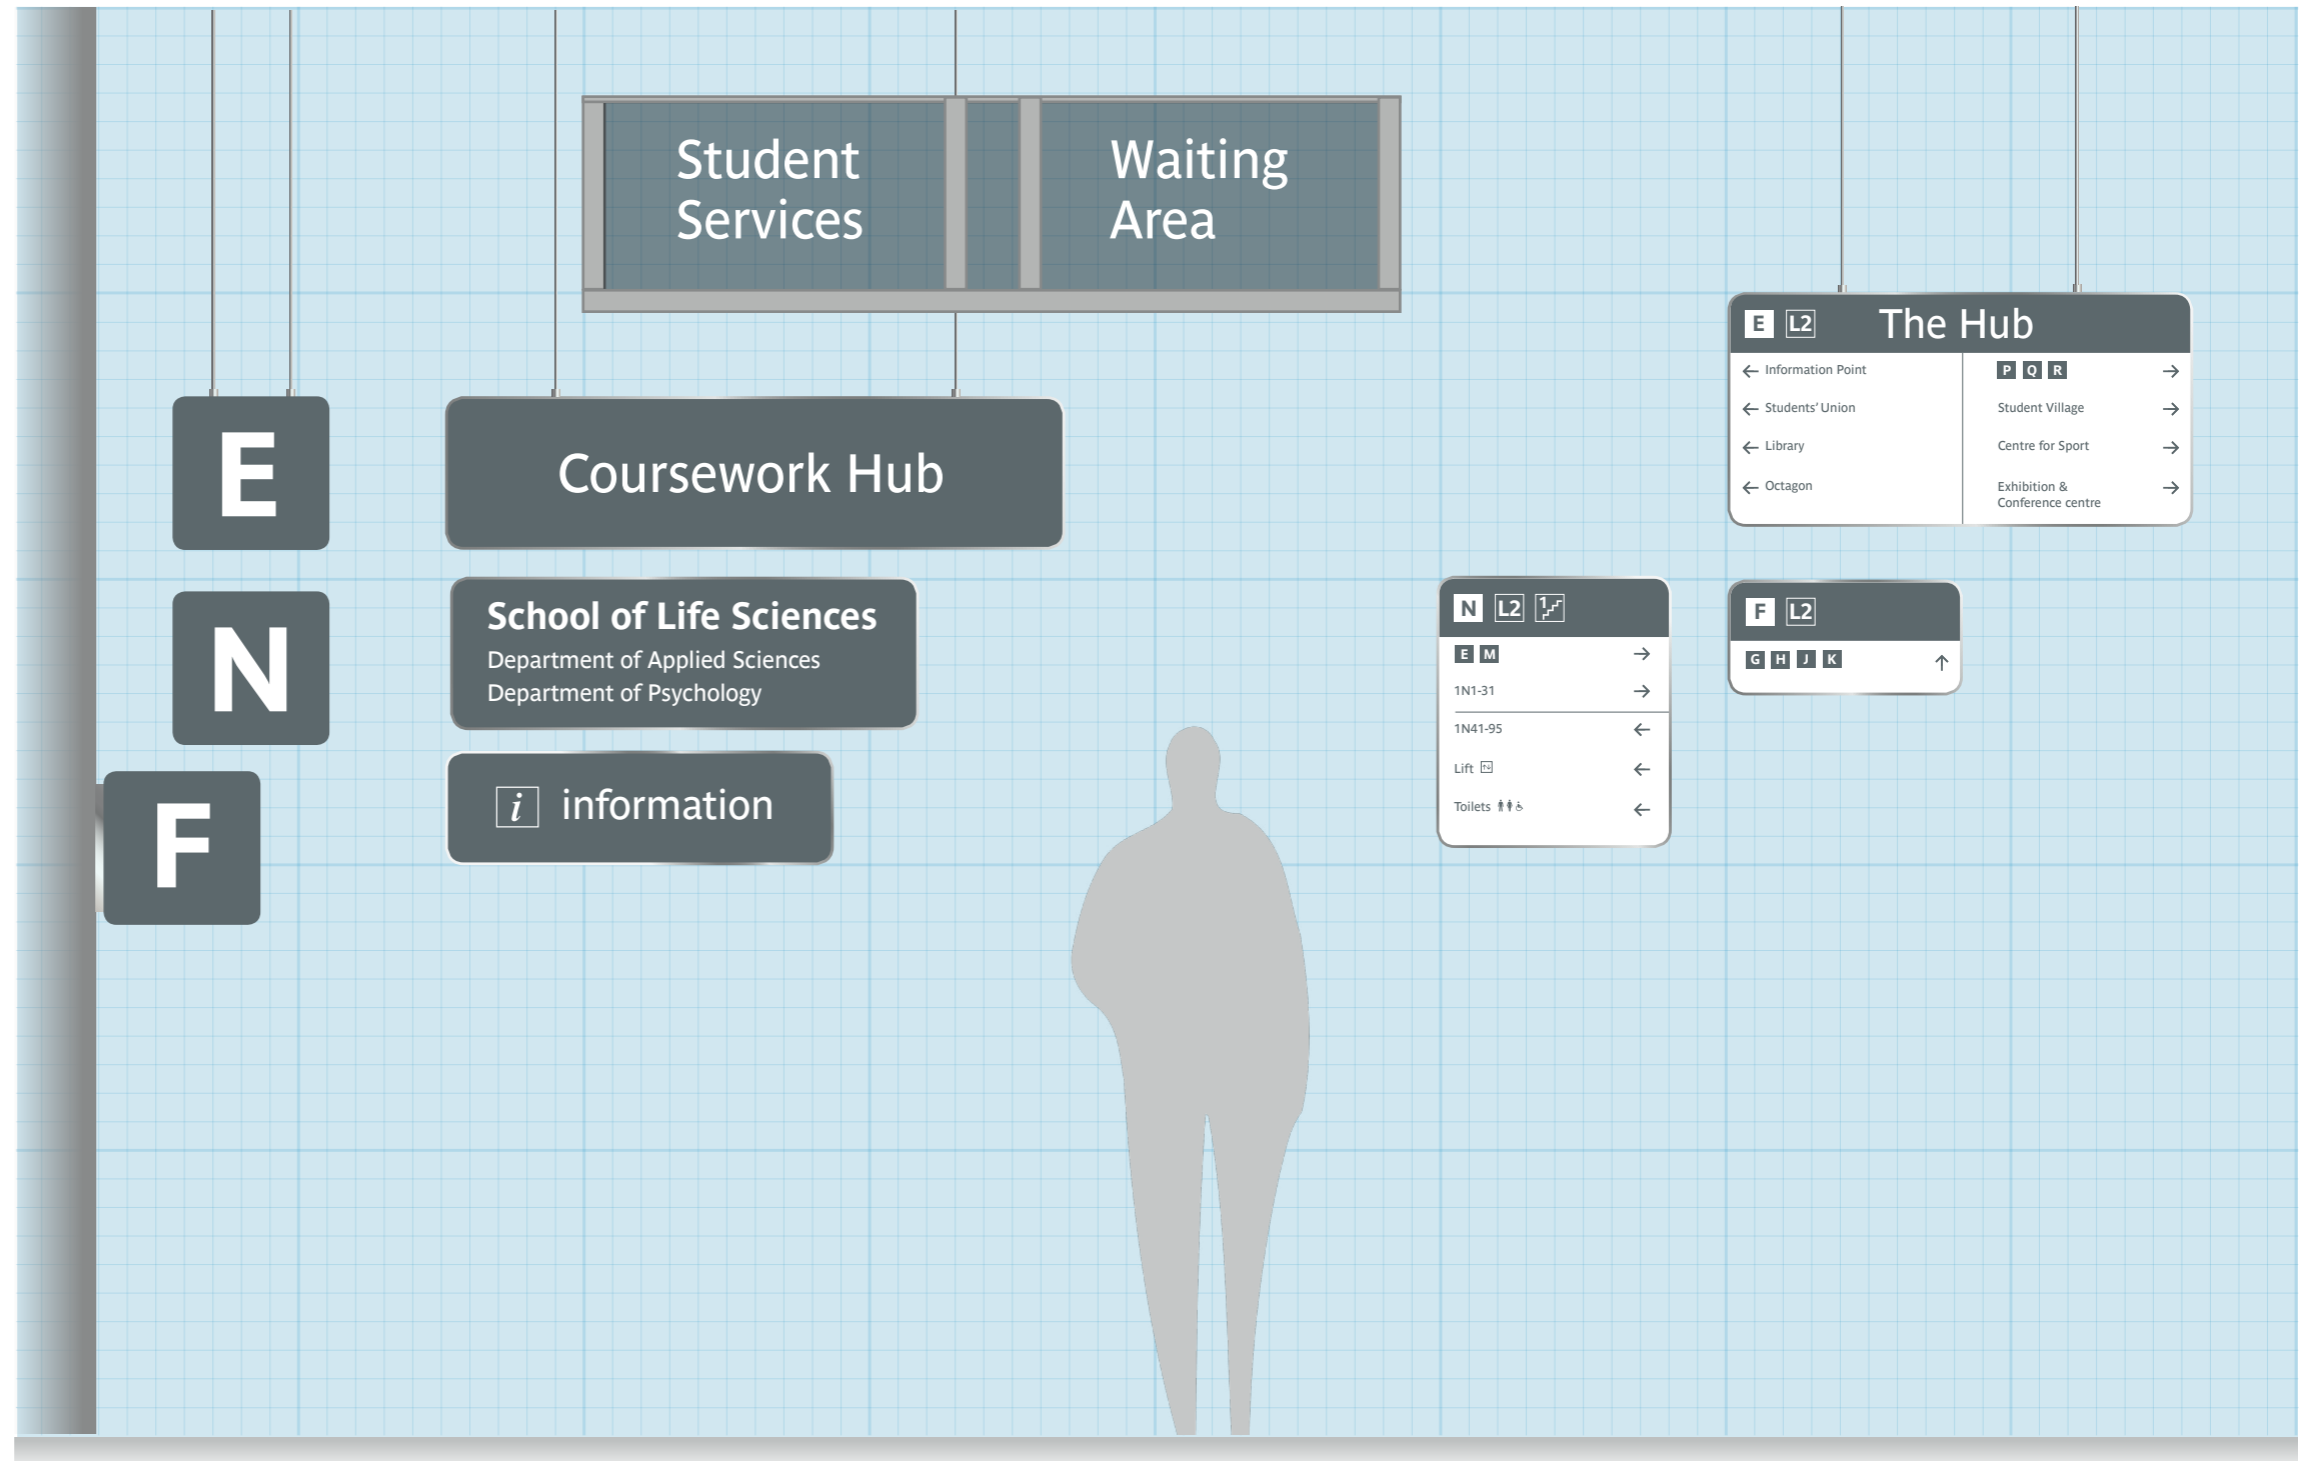 Student
Services
Waiting
Area
E
Coursework Hub
N
School of Life Sciences
Department of Applied Sciences
Department of Psychology
F
i information
E L2 The Hub
← Information Point
← Students' Union
← Library
← Octagon
P Q R →
Student Village →
Centre for Sport →
Exhibition &
Conference centre →
N L2 1
E M →
1N1-31 →
1N41-95 ←
Lift ←
Toilets ←
F L2
G H J K ↑